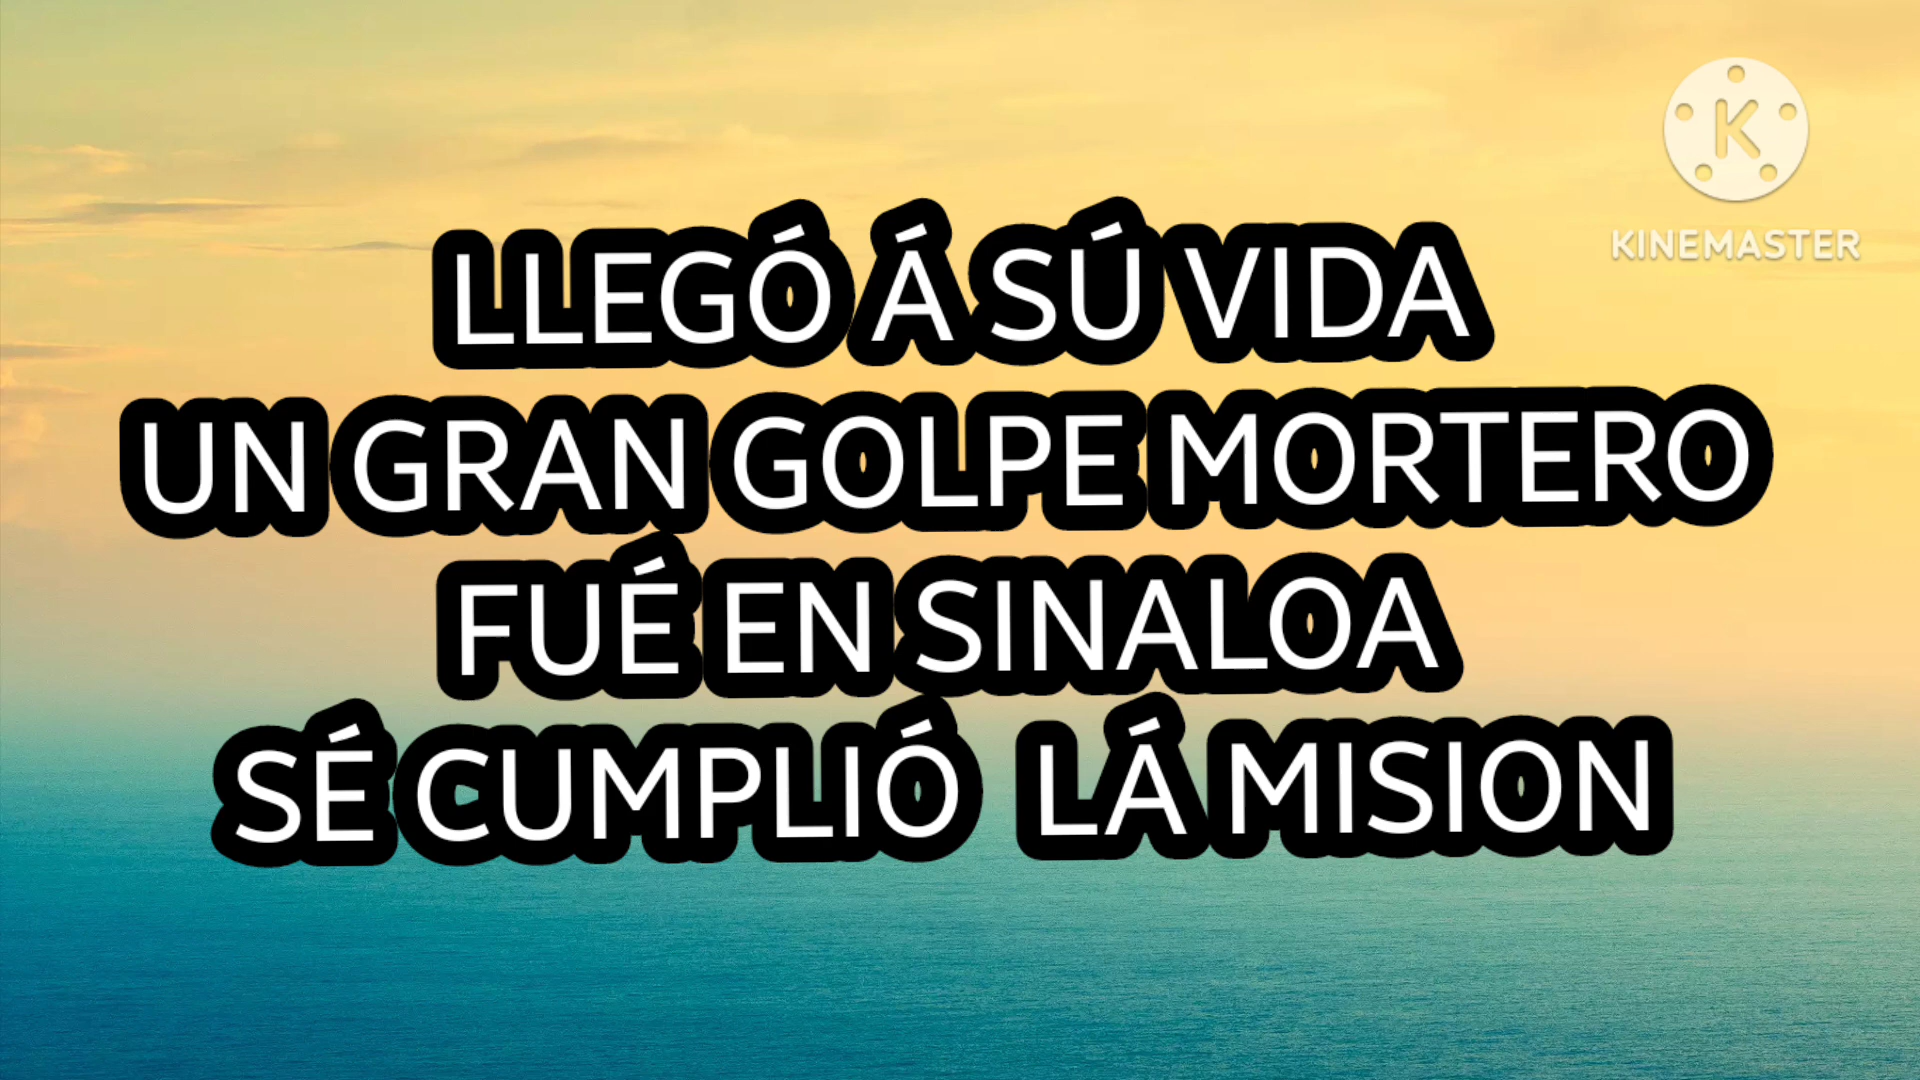 K
KINEMASTER
LLEGÓ Á SÚ VIDA
UN GRAN GOLPE MORTERO
FUÉ EN SINALOA
SÉ CUMPLIÓ LÁ MISION